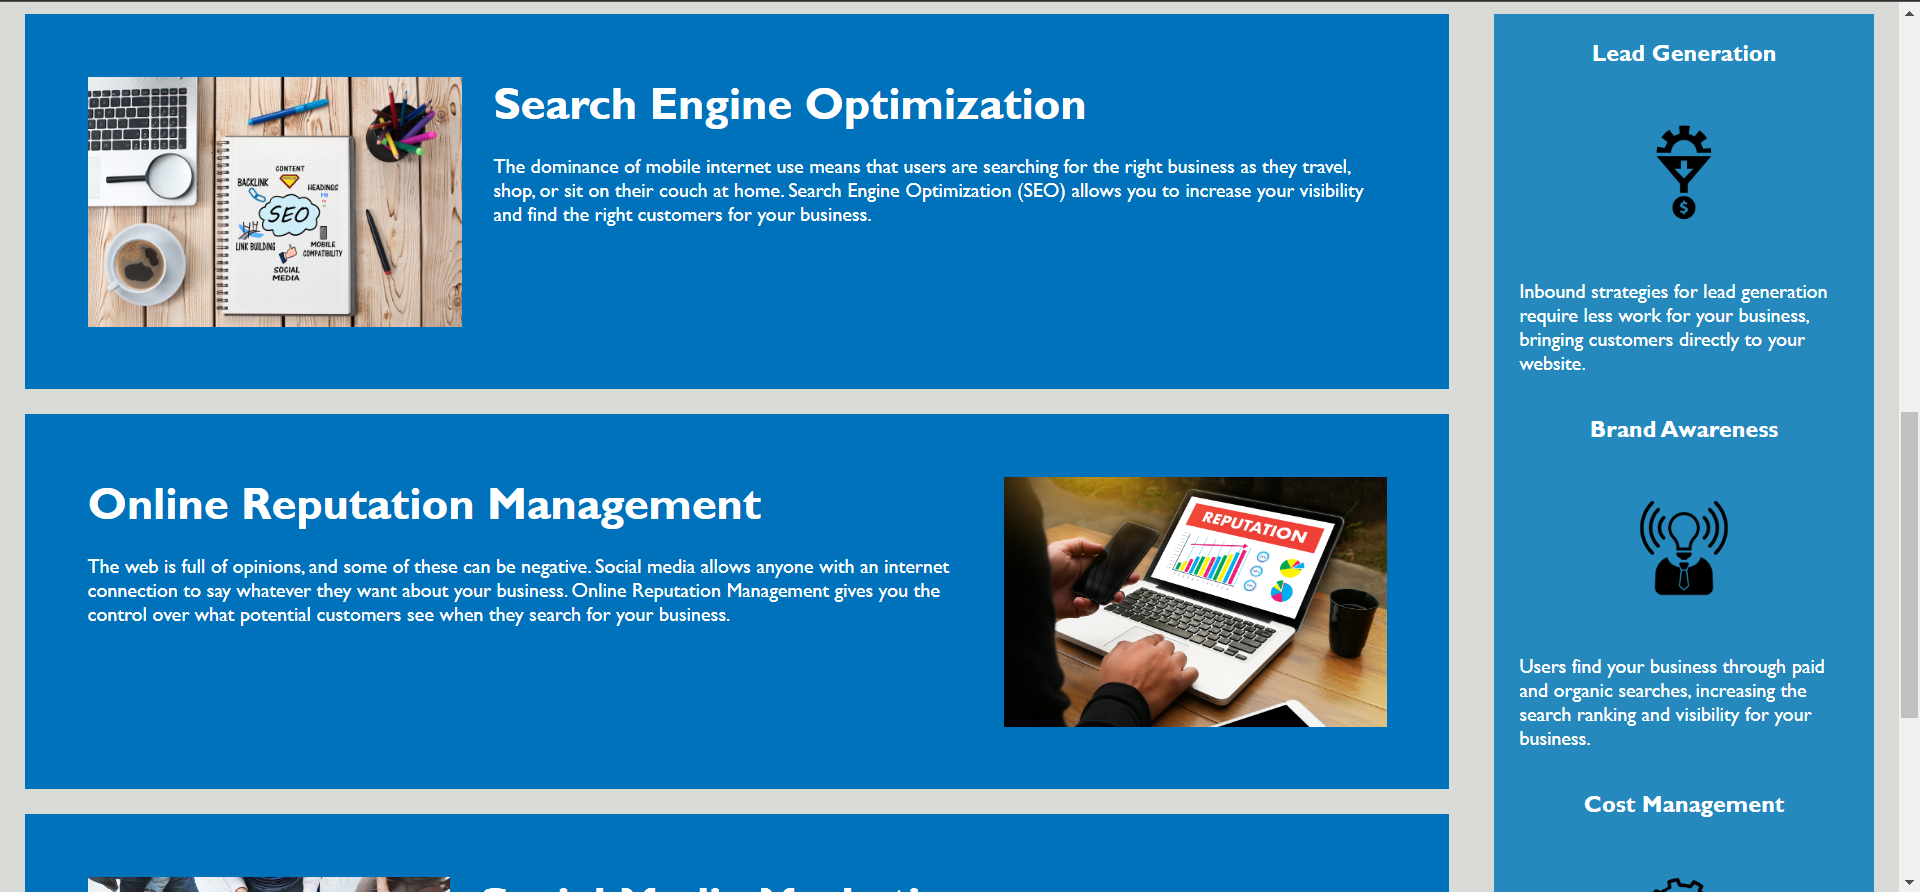 Search Engine Optimization
The dominance of mobile internet use means that users are searching for the right business as they travel,
shop, or sit on their couch at home. Search Engine Optimization (SEO) allows you to increase your visibility
and find the right customers for your business.
CONTENT
BACKLINK
HEADINGS
SEO
LINK BUILDING
MOBILE
COMPATIBILITY
SOCIAL
MEDIA
Online Reputation Management
The web is full of opinions, and some of these can be negative. Social media allows anyone with an internet
connection to say whatever they want about your business. Online Reputation Management gives you the
control over what potential customers see when they search for your business.
REPUTATION
Lead Generation
$
Inbound strategies for lead generation
require less work for your business,
bringing customers directly to your
website.
Brand Awareness
Users find your business through paid
and organic searches, increasing the
search ranking and visibility for your
business.
Cost Management